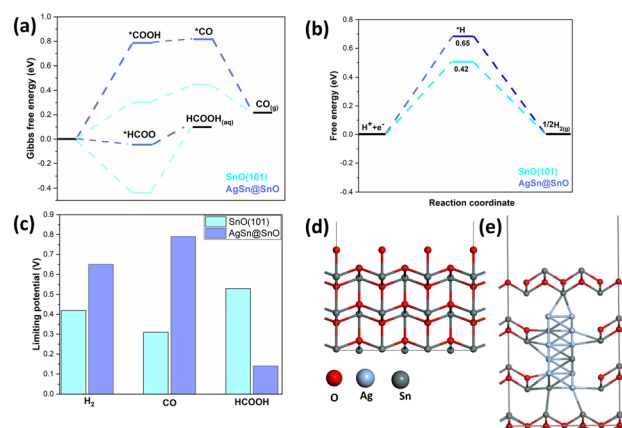 (a)
*COOH
*CO
CO(g)
HCOOH(aq)
*HCOO
SnO(101)
AgSn@SnO
Gibbs free energy (eV)
1.0
0.8
0.6
0.4
0.2
0.0
0.2
0.4
(b)
*H
0.65
0.42
H⁺+e⁻
1/2H2(g)
SnO(101)
AgSn@SnO
Free energy (eV)
0.8
0.6
0.4
0.2
0.0
-0.2
-0.4
Reaction coordinate
(c)
SnO(101)
AgSn@SnO
Limiting potential (V)
0.9
0.8
0.7
0.6
0.5
0.4
0.3
0.2
0.1
0.0
H₂
CO
HCOOH
(d)
O
Ag
Sn
(e)